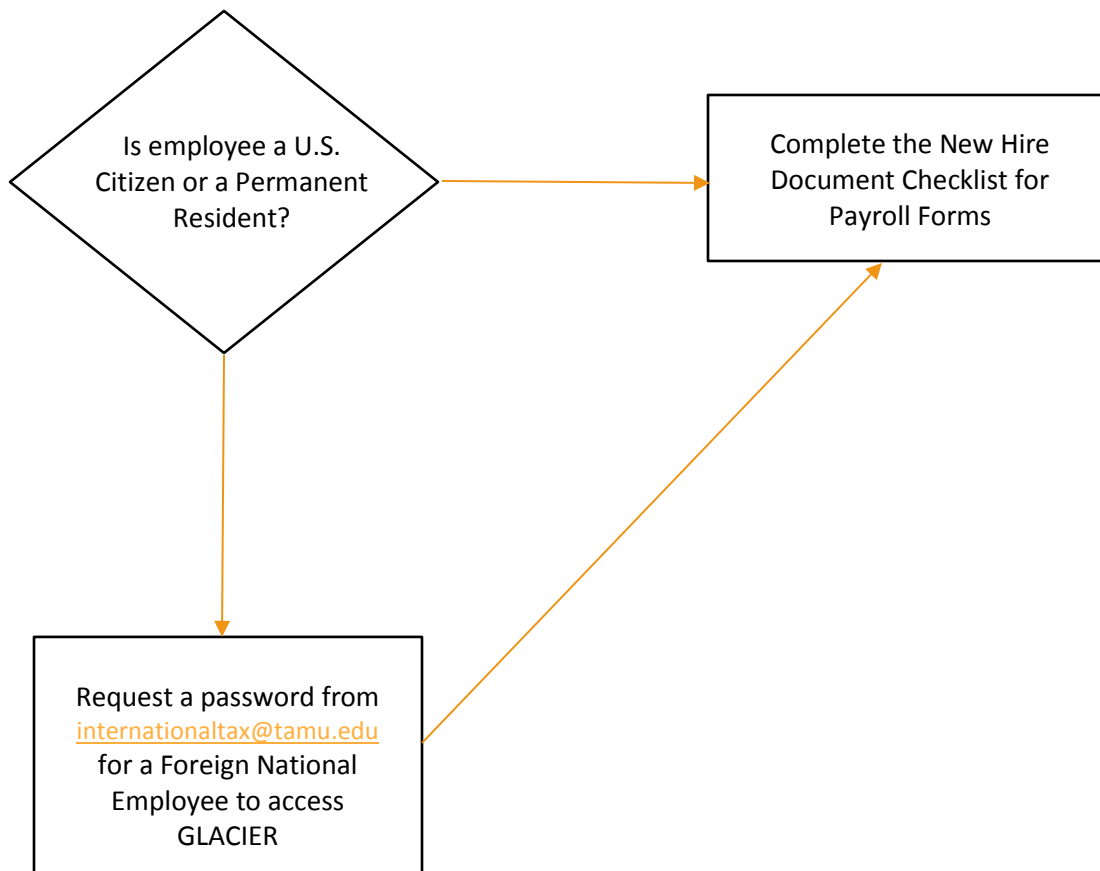 Is employee a U.S.
Citizen or a Permanent
Resident?
Complete the New Hire
Document Checklist for
Payroll Forms
Request a password from
internationaltax@tamu.edu
for a Foreign National
Employee to access
GLACIER